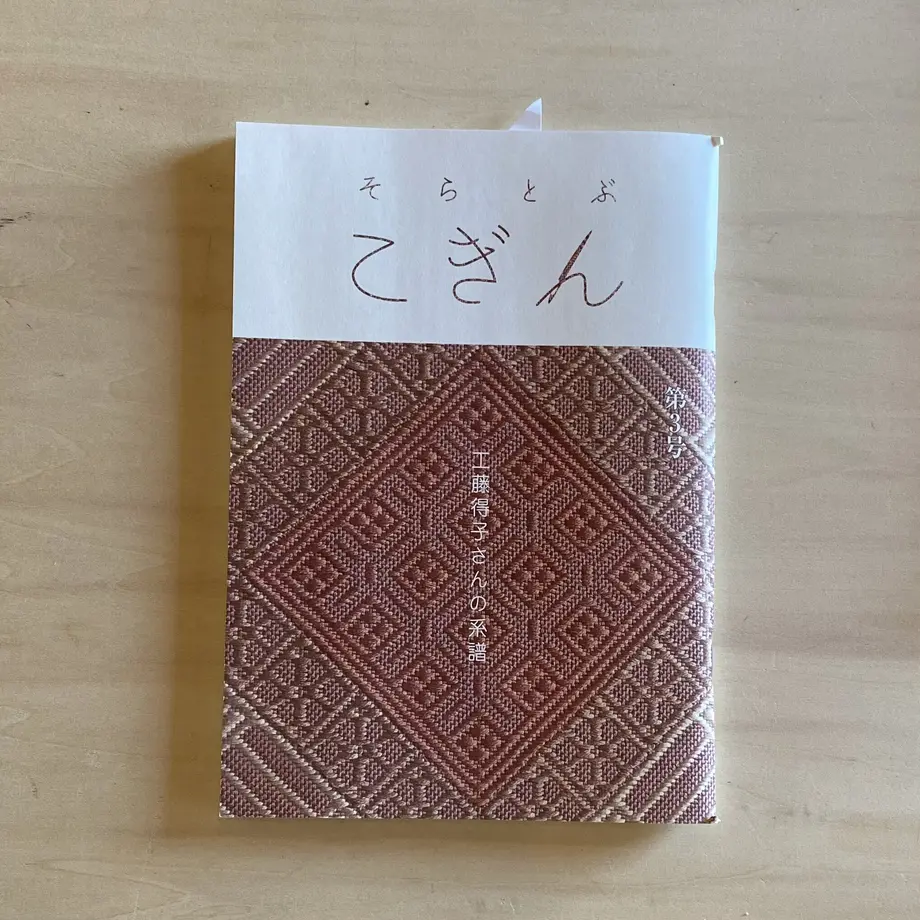 そらとぶ
こぎん
第3号
工藤得子さんの系譜